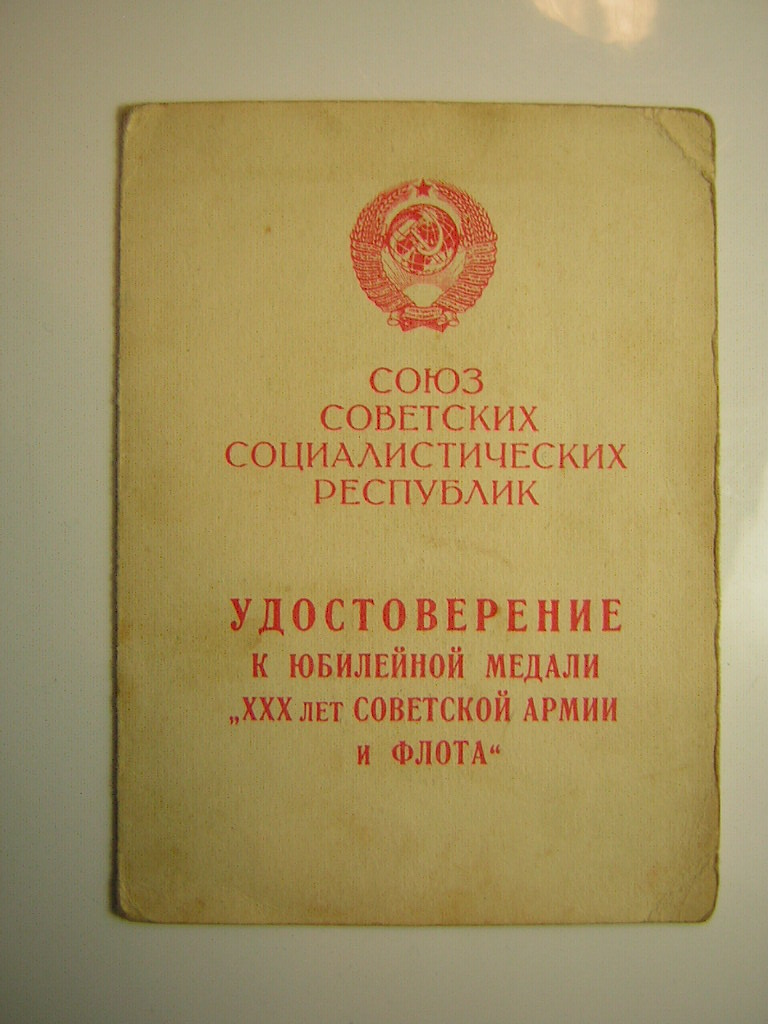 СОЮЗ
СОВЕТСКИХ
СОЦИАЛИСТИЧЕСКИХ
РЕСПУБЛИК
УДОСТОВЕРЕНИЕ
К ЮБИЛЕЙНОЙ МЕДАЛИ
„XXX ЛЕТ СОВЕТСКОЙ АРМИИ
И ФЛОТА“